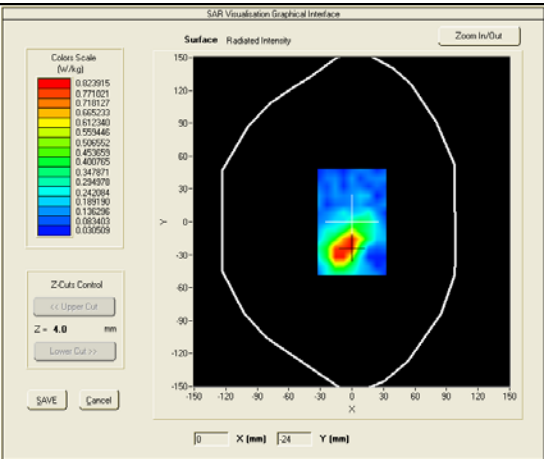 SAR Visualisation Graphical Interface
Surface Radiated Intensity
Zoom In/Out
Colors Scale
(W/kg)
0.823915
0.771021
0.718127
0.665233
0.612340
0.559446
0.506552
0.453659
0.400765
0.347871
0.294978
0.242084
0.189190
0.136296
0.083403
0.030509
Z-Cuts Control
<< Upper Cut
Z = 4.0 mm
Lower Cut >>
SAVE Cancel
150
120
90
60
30
0
-30
-60
-90
-120
-150
Y
-150 -120 -90 -60 -30 0 30 60 90 120 150
X
0 X (mm) -24 Y (mm)